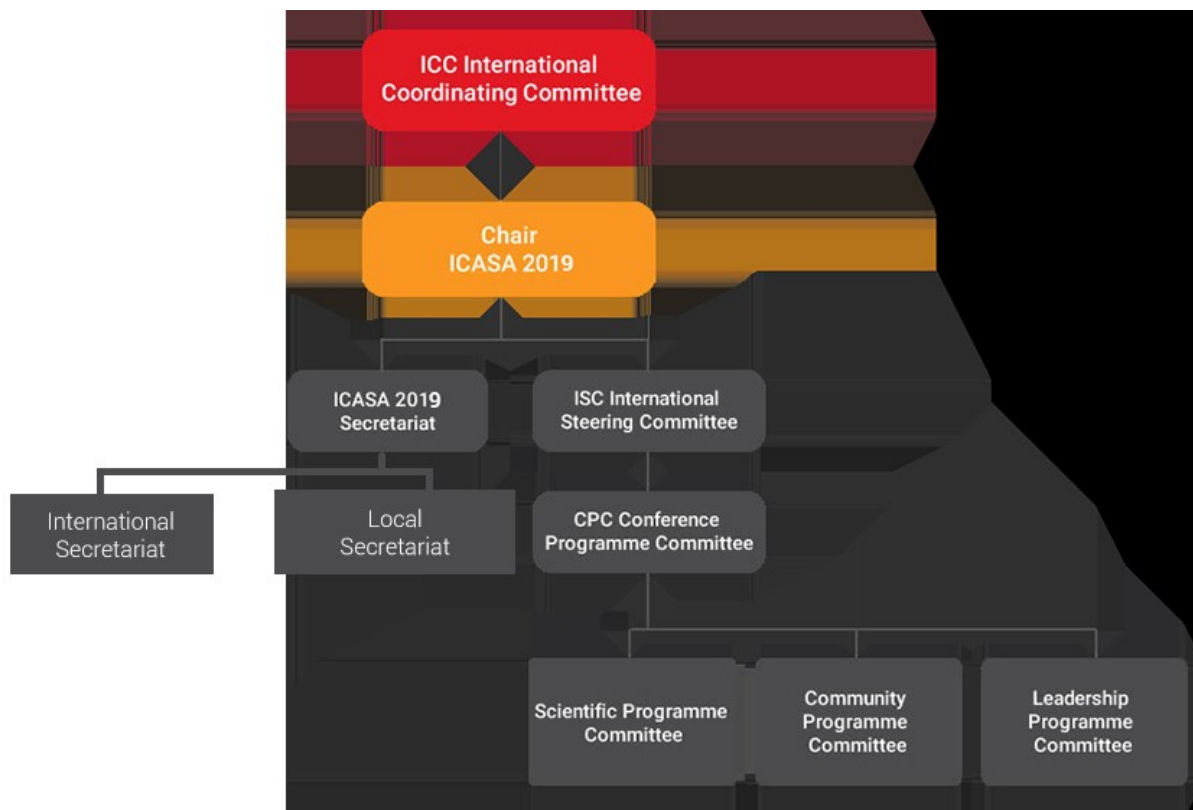 ICC International
Coordinating Committee
Chair
ICASA 2019
ICASA 2019
Secretariat
ISC International
Steering Committee
International
Secretariat
Local
Secretariat
CPC Conference
Programme Committee
Scientific Programme
Committee
Community
Programme
Committee
Leadership
Programme
Committee